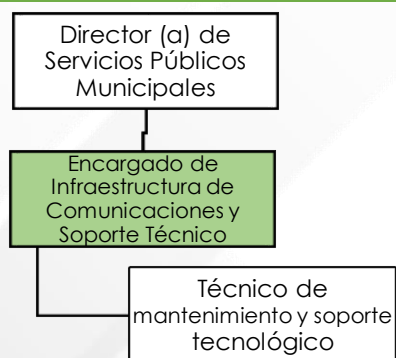 Director (a) de
Servicios Públicos
Municipales
Encargado de
Infraestructura de
Comunicaciones y
Soporte Técnico
Técnico de
mantenimiento y soporte
tecnológico